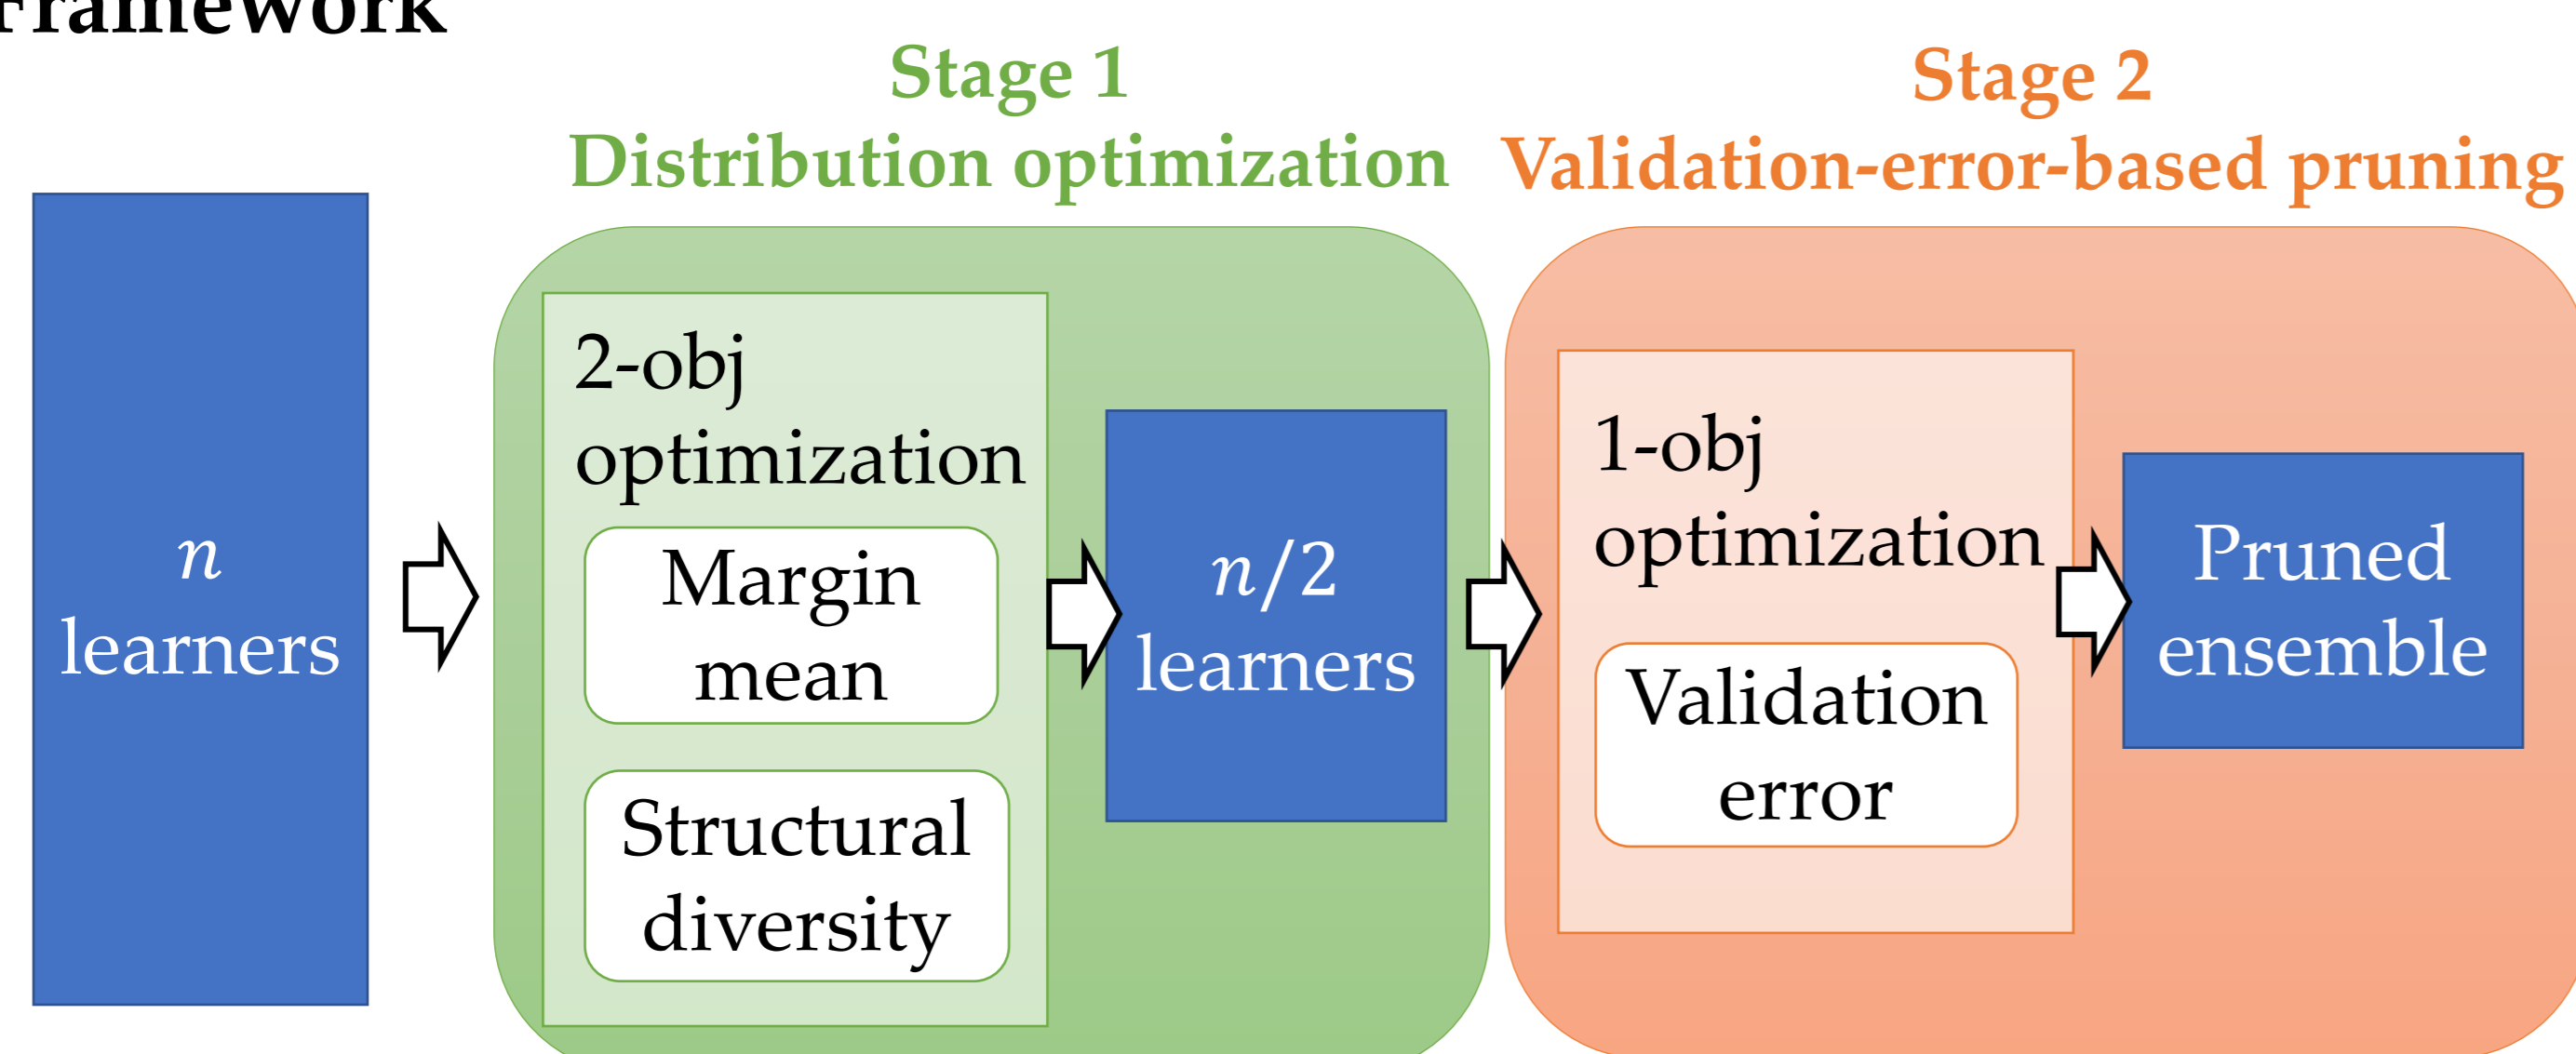 Framework
Stage 1
Distribution optimization
Stage 2
Validation-error-based pruning
n
learners
2-obj
optimization
Margin
mean
Structural
diversity
n/2
learners
1-obj
optimization
Validation
error
Pruned
ensemble